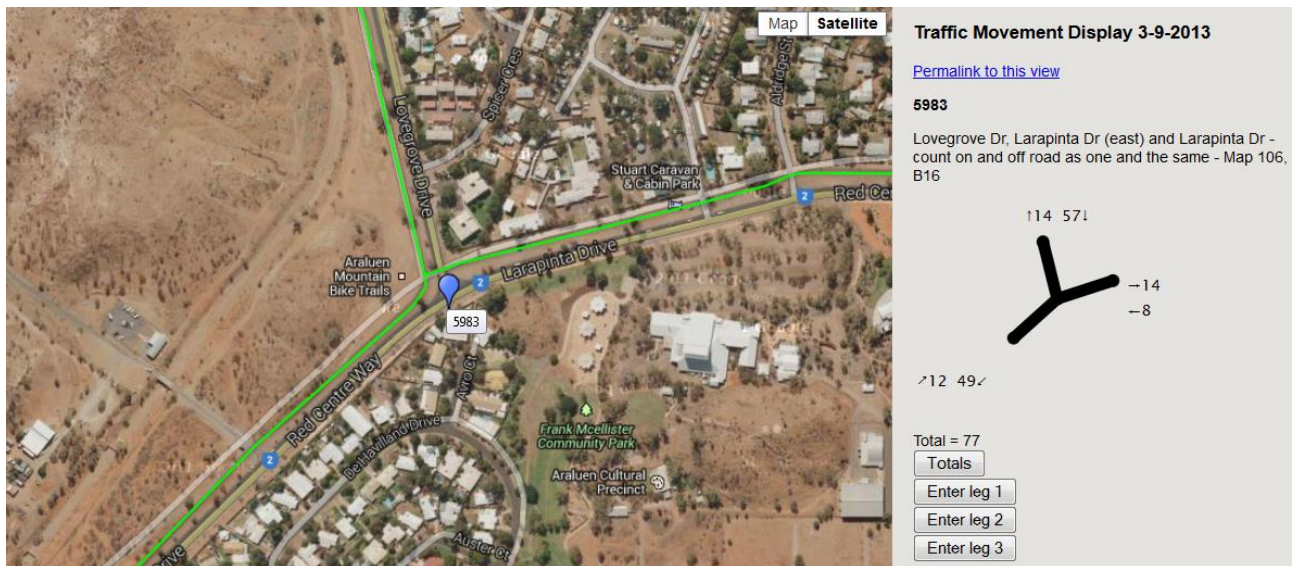 Map Satellite
Spicer Cres
Aldridge St
Lovegrove Drive
Stuart Caravan
& Cabin Park
2
Red Ce
Larapinta Drive
2
Araluen
Mountain
Bike Trails
5983
Red Centre Way
2
Avro Ct
De Havilland Drive
Frank Mcellister
Community Park
Araluen Cultural
Precinct
Auster Ct
Drive
Traffic Movement Display 3-9-2013
Permalink to this view
5983
Lovegrove Dr, Larapinta Dr (east) and Larapinta Dr -
count on and off road as one and the same - Map 106,
B16
↑14 57↓
→14
←8
↗12 49↙
Total = 77
Totals
Enter leg 1
Enter leg 2
Enter leg 3